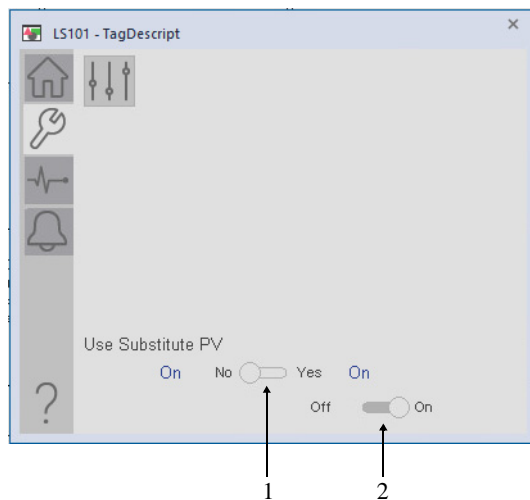 LS101 - TagDescript
Use Substitute PV
On No Yes On
Off On
?
1 2